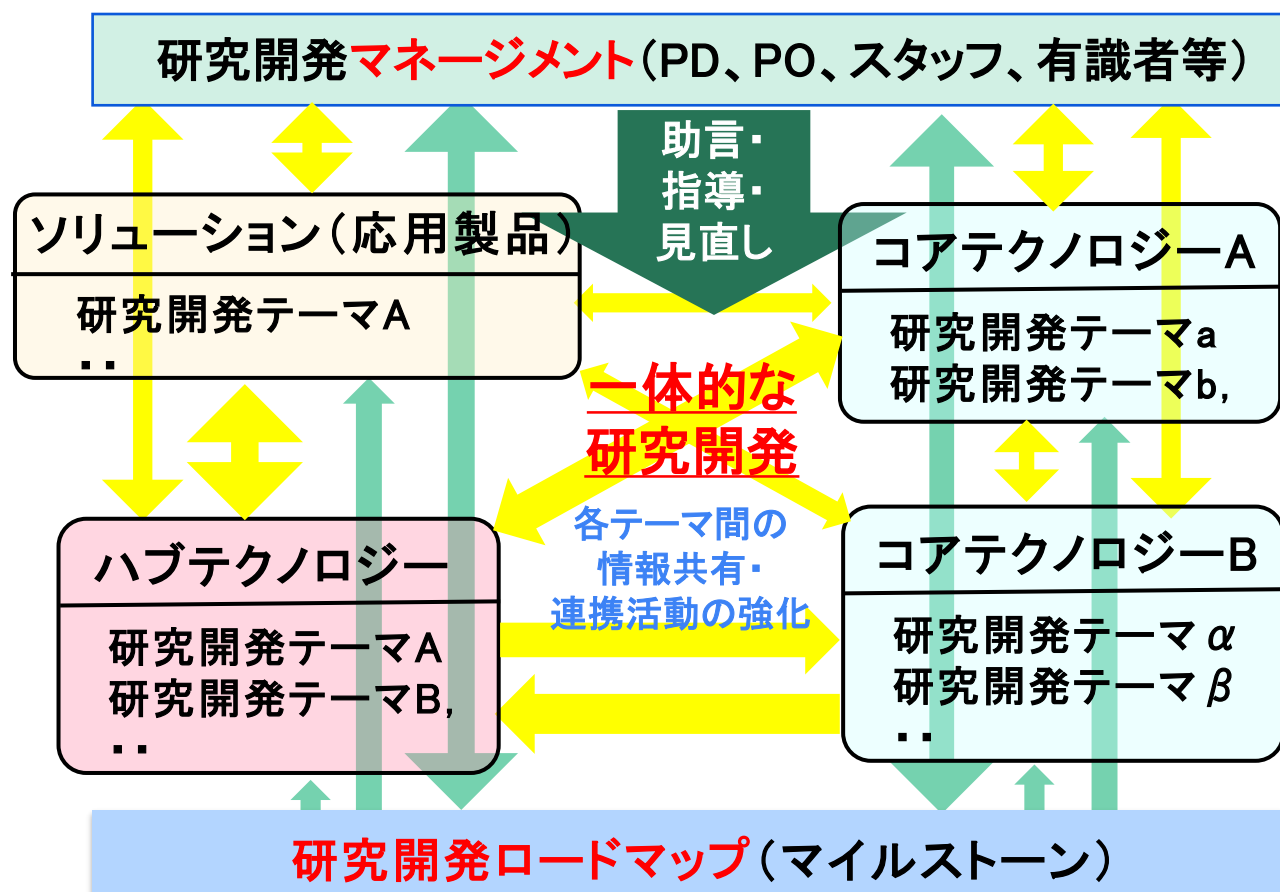 研究開発マネージメント(PD、PO、スタッフ、有識者等)
助言・
指導・
見直し
ソリューション(応用製品)
研究開発テーマA
・・
コアテクノロジーA
研究開発テーマa
研究開発テーマb,
一体的な
研究開発
各テーマ間の
情報共有・
連携活動の強化
ハブテクノロジー
研究開発テーマA
研究開発テーマB,
・・
コアテクノロジーB
研究開発テーマα
研究開発テーマβ
・・
研究開発ロードマップ(マイルストーン)